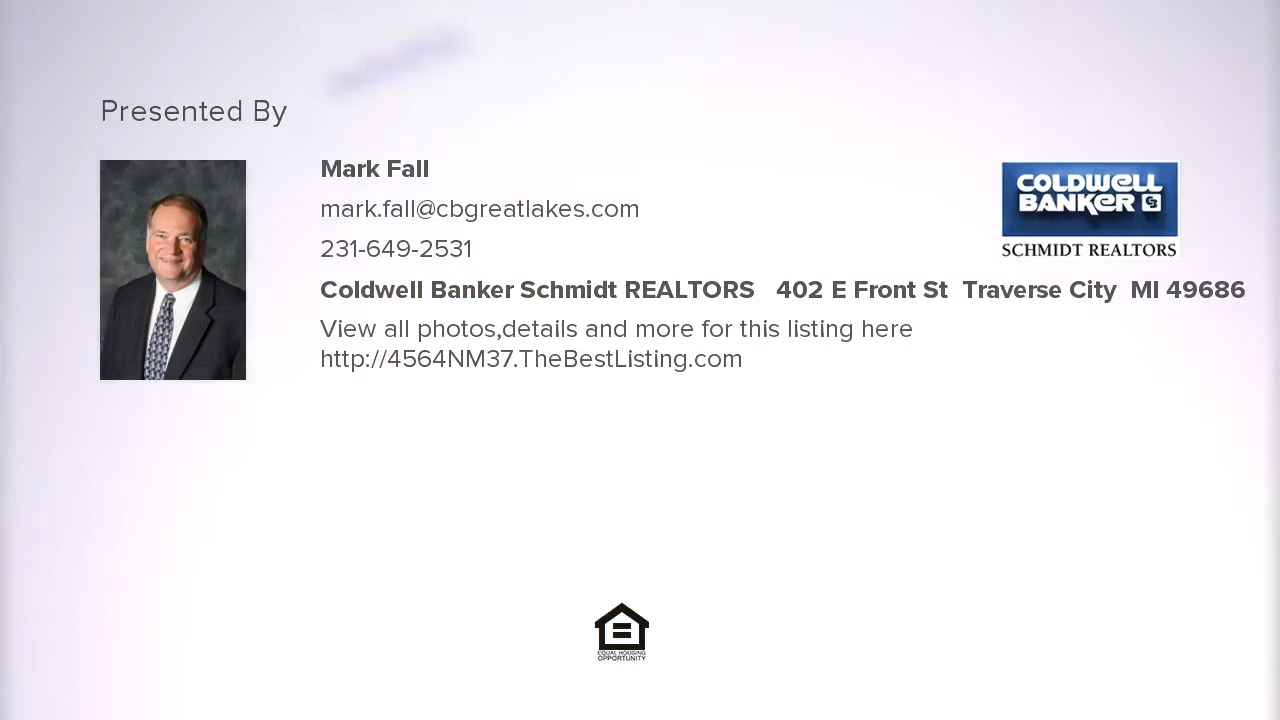 Presented By
Mark Fall
mark.fall@cbgreatlakes.com
231-649-2531
Coldwell Banker Schmidt REALTORS   402 E Front St  Traverse City  MI 49686
View all photos,details and more for this listing here
http://4564NM37.TheBestListing.com
COLDWELL
BANKER CB
SCHMIDT REALTORS
EQUAL HOUSING
OPPORTUNITY